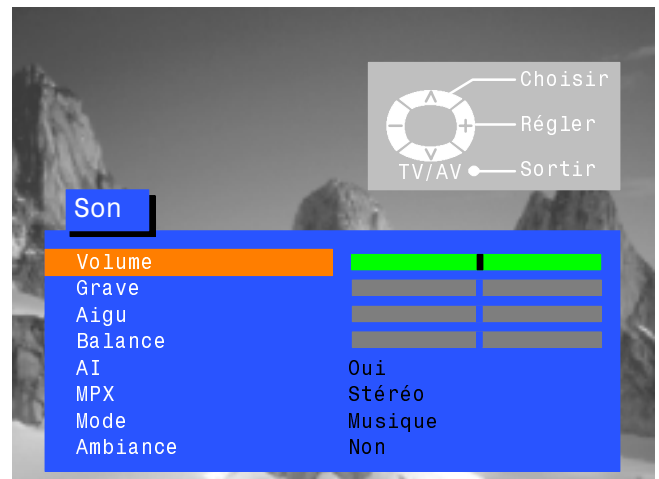 Choisir
Régler
TV/AV Sortir
Son
Volume
Grave
Aigu
Balance
AI Oui
MPX Stéréo
Mode Musique
Ambiance Non